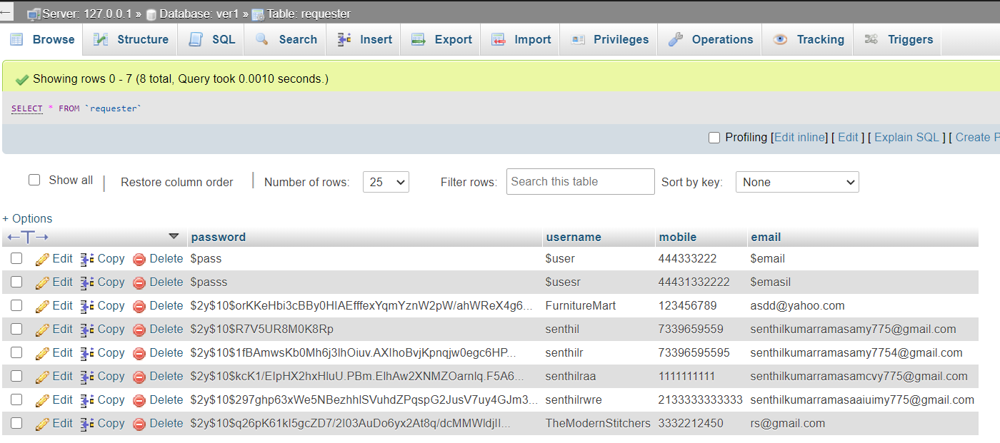 Server: 127.0.0.1 » Database: ver1 » Table: requester
Browse Structure SQL Search Insert Export Import Privileges Operations Tracking Triggers
Showing rows 0 - 7 (8 total, Query took 0.0010 seconds.)
SELECT * FROM `requester`
Profiling [Edit inline] [ Edit ] [ Explain SQL ] [ Create P
Show all | Restore column order | Number of rows: 25 Filter rows: Search this table Sort by key: None
+ Options
←T→ password username mobile email
Edit Copy Delete $pass $user 444333222 $email
Edit Copy Delete $passs $usesr 44431332222 $emasil
Edit Copy Delete $2y$10$orKKeHbi3cBBy0HlAEfffexYqmYznW2pW/ahWReX4g6... FurnitureMart 123456789 asdd@yahoo.com
Edit Copy Delete $2y$10$R7V5UR8M0K8Rp senthil 7339659559 senthilkumarramasamy775@gmail.com
Edit Copy Delete $2y$10$1fBAmwsKb0Mh6j3lhOiuv.AXlhoBvjKpnqjw0egc6HP... senthilr 73396595595 senthilkumarramasamy7754@gmail.com
Edit Copy Delete $2y$10$kcK1/ElpHX2hxHluU.PBm.ElhAw2XNMZOarnlq.F5A6... senthilraa 1111111111 senthilkumarramasamcvy775@gmail.com
Edit Copy Delete $2y$10$297ghp63xWe5NBezhhlSVuhdZPqspG2JusV7uy4GJm3... senthilrwre 2133333333333 senthilkumarramasaaiuimy775@gmail.com
Edit Copy Delete $2y$10$q26pK61kl5gcZD7/2l03AuDo6yx2At8q/dcMMWldjll... TheModernStitchers 3332212450 rs@gmail.com